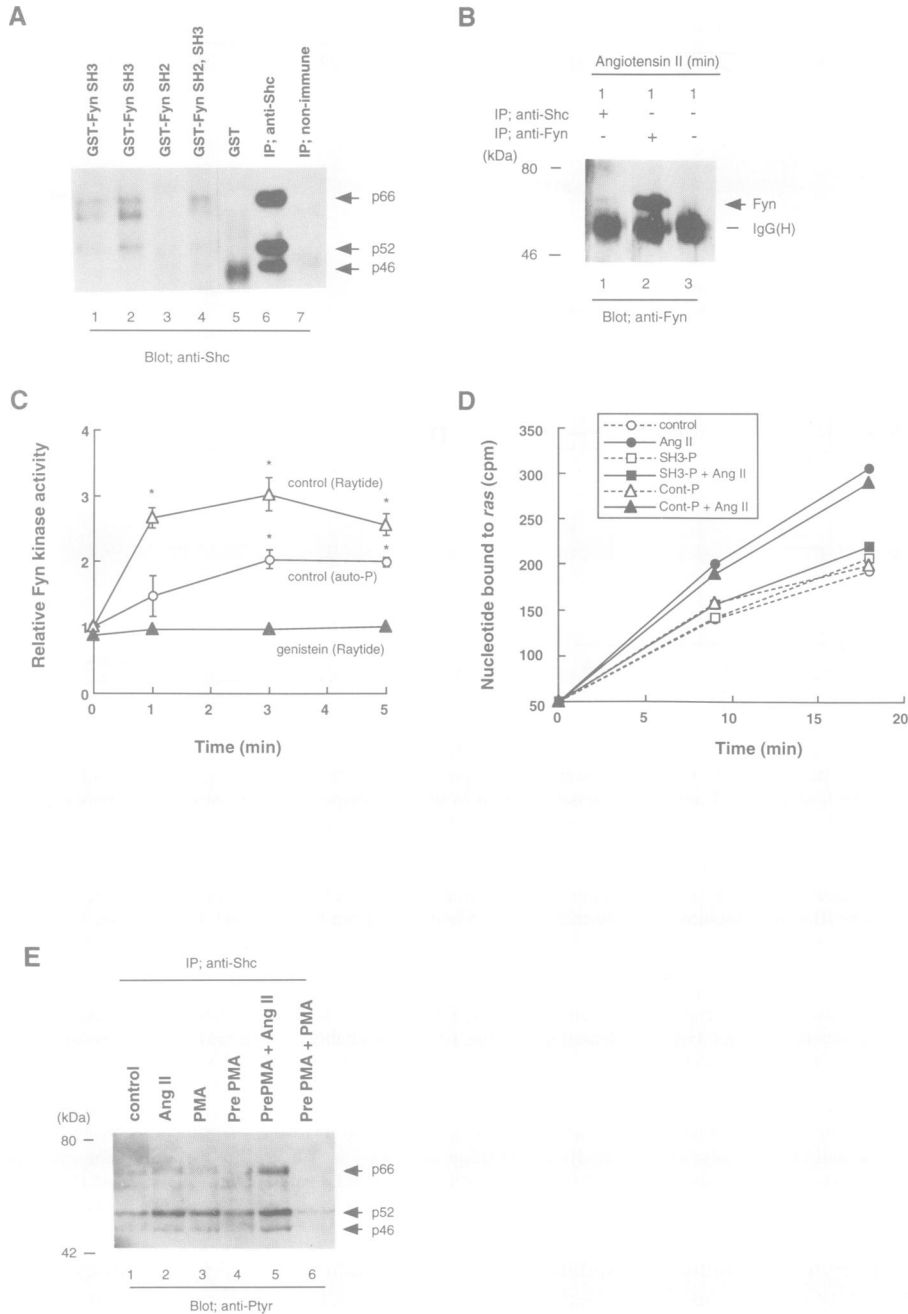 A
GST-Fyn SH3
GST-Fyn SH3
GST-Fyn SH2
GST-Fyn SH2, SH3
GST
IP; anti-Shc
IP; non-immune
p66
p52
p46
1 2 3 4 5 6 7
Blot; anti-Shc
B
Angiotensin II (min)
1 1 1
IP; anti-Shc + - -
IP; anti-Fyn - + -
(kDa)
80
Fyn
IgG(H)
46
1 2 3
Blot; anti-Fyn
C
Relative Fyn kinase activity
4
3
2
1
0
* * *
* *
control (Raytide)
control (auto-P)
genistein (Raytide)
0 1 2 3 4 5
Time (min)
D
Nucleotide bound to ras (cpm)
350
300
250
200
150
100
50
control
Ang II
SH3-P
SH3-P + Ang II
Cont-P
Cont-P + Ang II
0 5 10 15 20
Time (min)
E
IP; anti-Shc
control
Ang II
PMA
Pre PMA
PrePMA + Ang II
Pre PMA + PMA
(kDa)
80
p66
p52
p46
42
1 2 3 4 5 6
Blot; anti-Ptyr